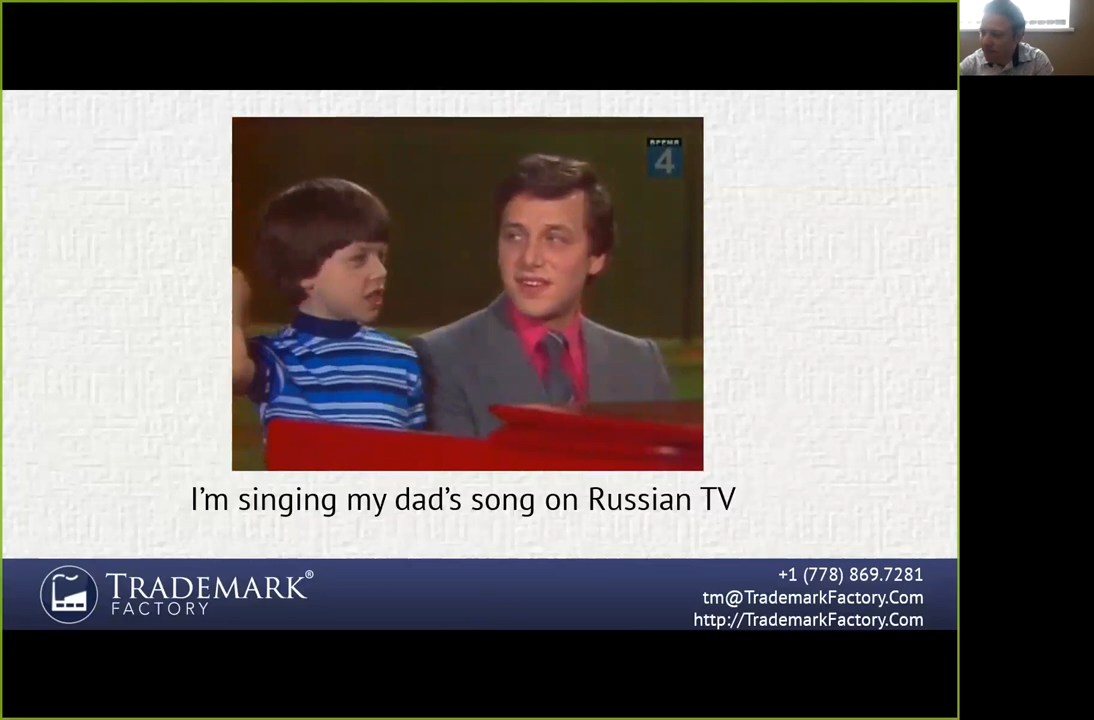 ВРЕМЯ
4
I'm singing my dad's song on Russian TV
TRADEMARK®
FACTORY
+1 (778) 869.7281
tm@TrademarkFactory.Com
http://TrademarkFactory.Com